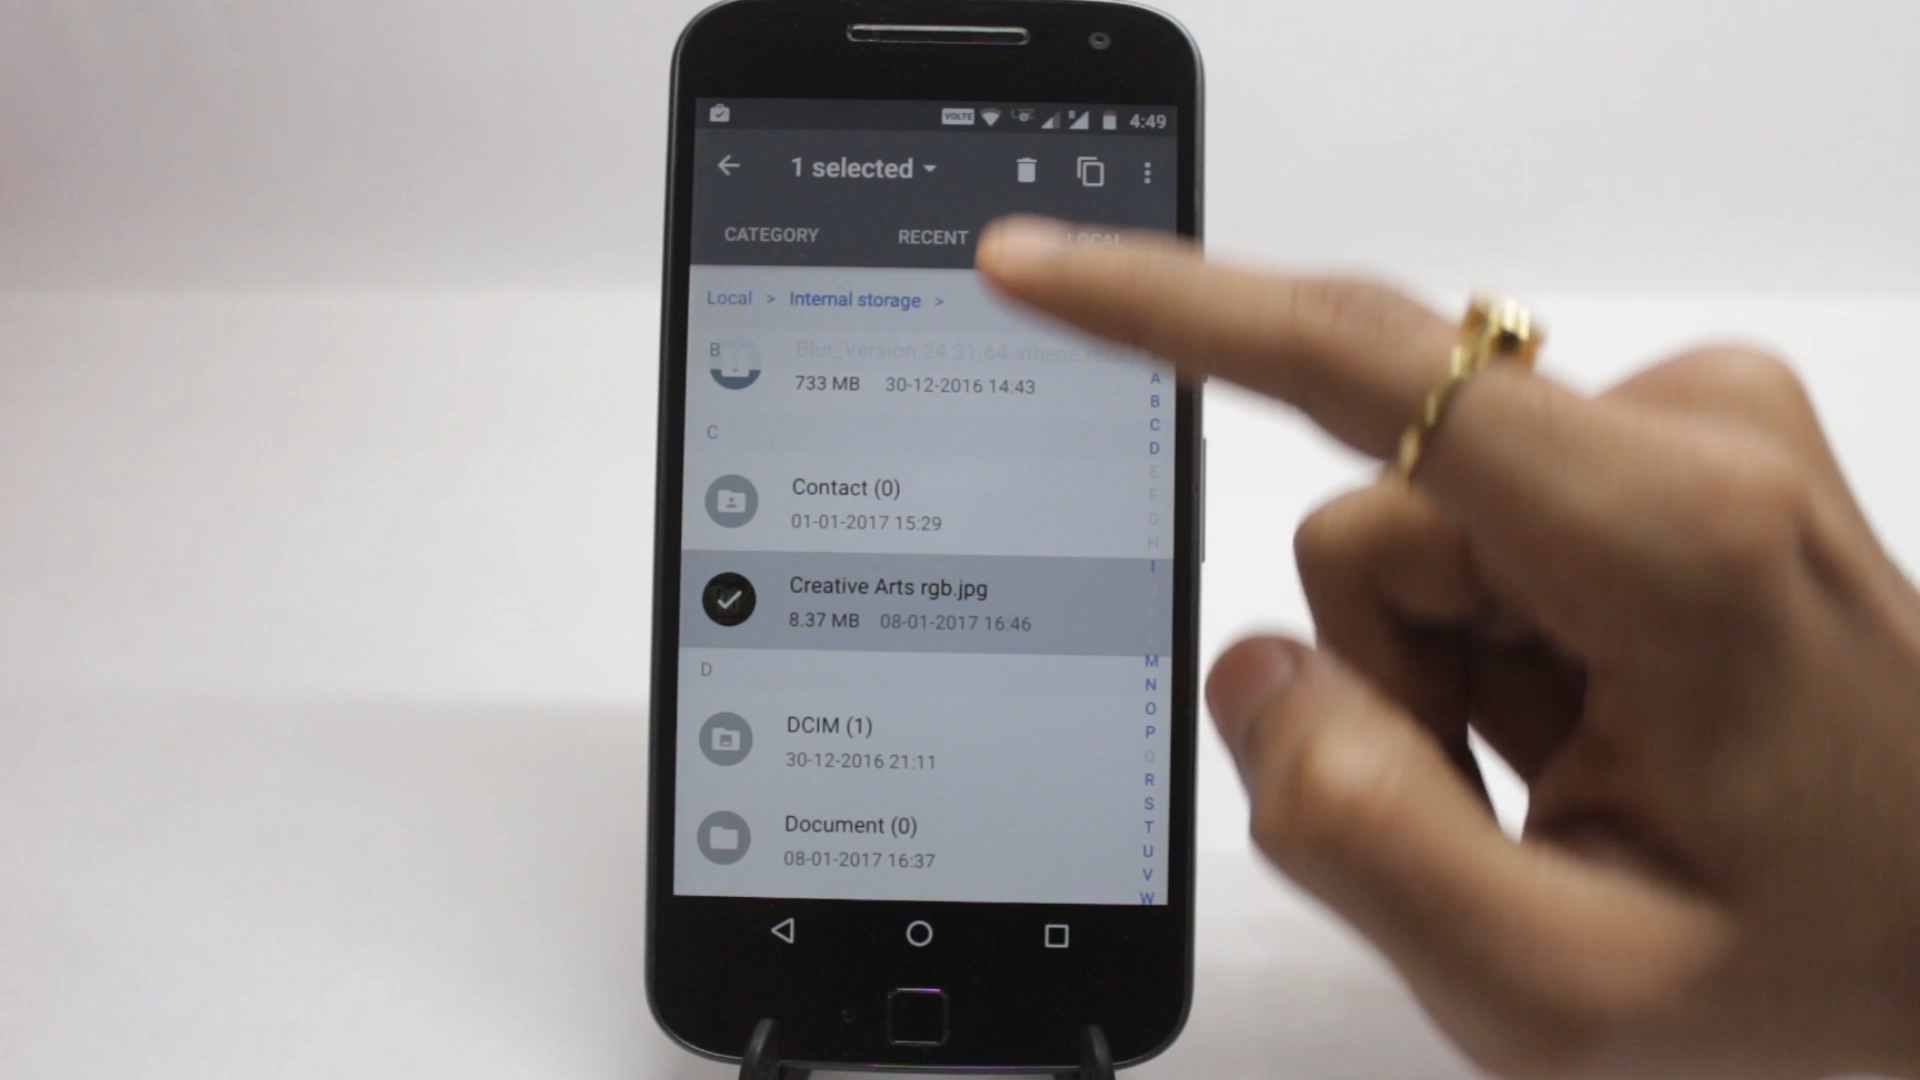 VOLTE LTE 4:49
1 selected
CATEGORY RECENT LOCAL
Local > Internal storage >
B
Blur_Version.24.31.64.athene.ret
733 MB 30-12-2016 14:43
C
Contact (0)
01-01-2017 15:29
Creative Arts rgb.jpg
8.37 MB 08-01-2017 16:46
D
DCIM (1)
30-12-2016 21:11
Document (0)
08-01-2017 16:37
A
B
C
D
E
F
G
H
I
M
N
O
P
Q
R
S
T
U
V
W